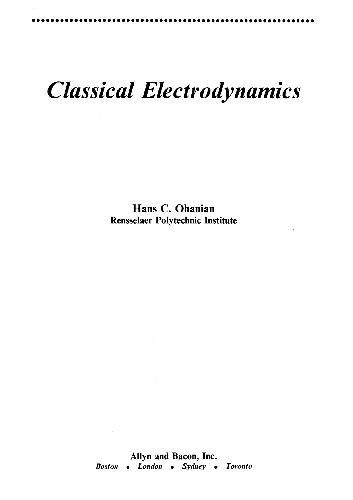 Classical Electrodynamics
Hans C. Ohanian
Rensselaer Polytechnic Institute
Allyn and Bacon, Inc.
Boston • London • Sydney • Toronto